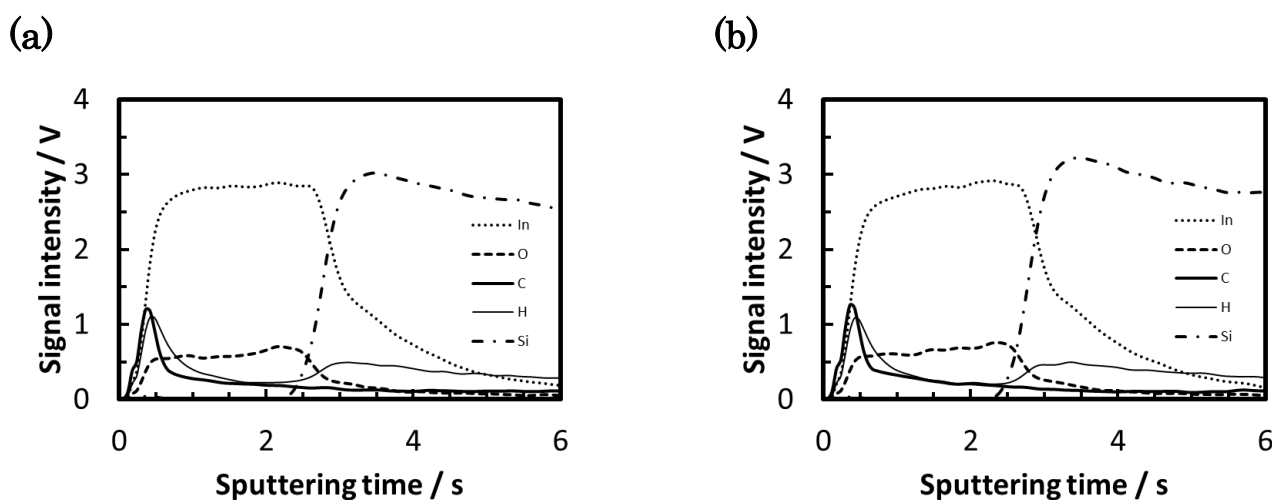 (a)
Signal intensity / V
4
3
2
1
0
0 2 4 6
Sputtering time / s
In
O
C
H
Si
(b)
Signal intensity / V
4
3
2
1
0
0 2 4 6
Sputtering time / s
In
O
C
H
Si